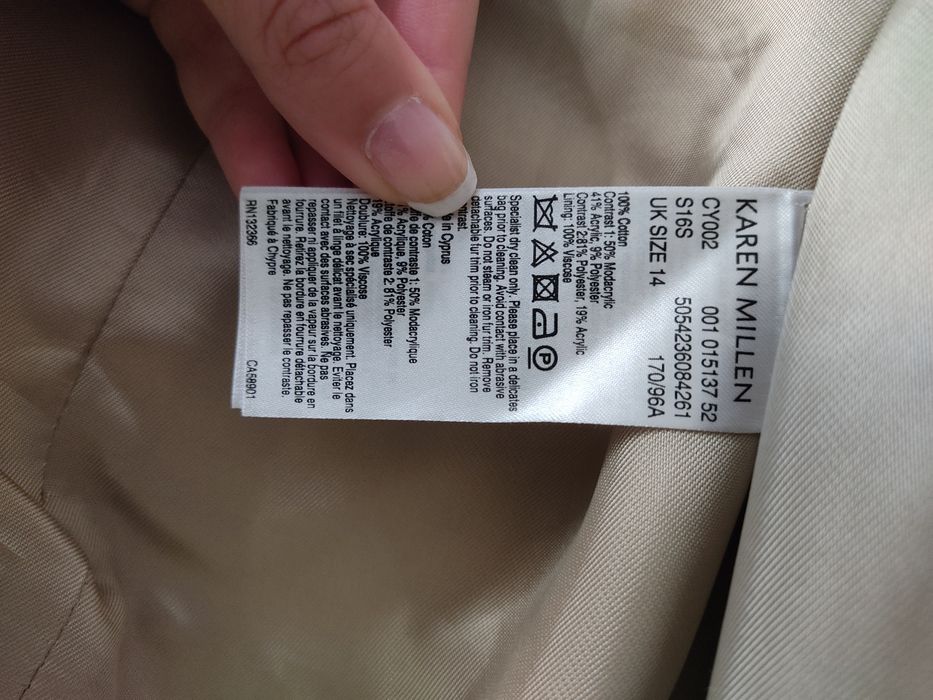 KAREN MILLEN
CY002 001 015137 52
S16S 5054236084261
UK SIZE 14 170/96A
100% Cotton
Contrast 1: 50% Modacrylic
41% Acrylic, 9% Polyester
Contrast 2:81% Polyester, 19% Acrylic
Lining: 100% Viscose
Specialist dry clean only. Please place in a delicates
bag prior to cleaning. Avoid contact with abrasive
surfaces. Do not steam or iron fur trim. Remove
detachable fur trim prior to cleaning. Do not iron
in Cyprus
Coton
de contraste 1: 50% Modacrylique
Acrylique, 9% Polyester
de contraste 2: 81% Polyester
19% Acrylique
Doublure: 100% Viscose
Nettoyage à sec spécialisé uniquement. Placez dans
un filet à linge délicat avant le nettoyage. Eviter le
contact avec des surfaces abrasives. Ne pas
repasser ni appliquer de vapeur sur la bordure en
fourrure. Retirez la bordure en fourrure détachable
avant le nettoyage. Ne pas repasser le contraste.
Fabriqué à Chypre
RN132366 CA58901